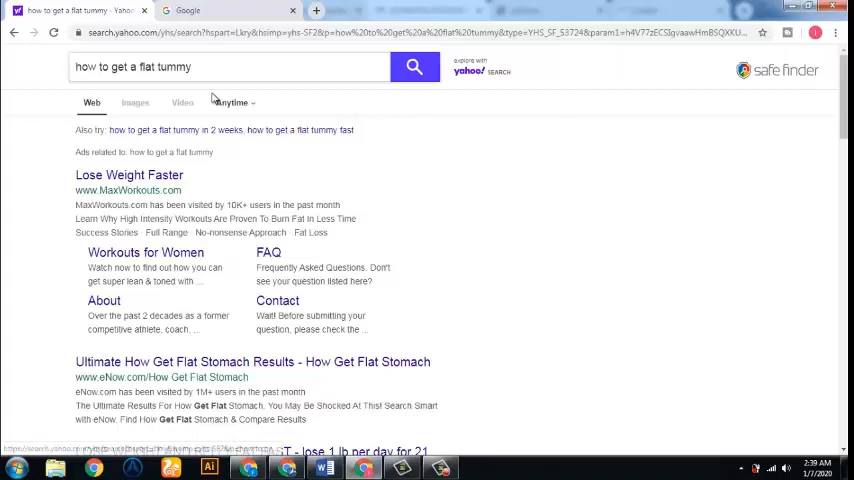 how to get a flat tummy - Yahoo
Google
search.yahoo.com/yhs/search?hspart=Lkry&hsimp=yhs-SF2&p=how%20to%20get%20a%20flat%20tummy&type=YHS_SF_53724&param1=
how to get a flat tummy
explore with
yahoo! SEARCH
safe finder
Web Images Video Anytime
Also try: how to get a flat tummy in 2 weeks, how to get a flat tummy fast
Ads related to: how to get a flat tummy
Lose Weight Faster
www.MaxWorkouts.com
MaxWorkouts.com has been visited by 10K+ users in the past month
Learn Why High Intensity Workouts Are Proven To Burn Fat In Less Time
Success Stories · Full Range · No-nonsense Approach · Fat Loss
Workouts for Women
Watch now to find out how you can
get super lean & toned with ...
FAQ
Frequently Asked Questions. Don't
see your question listed here?
About
Over the past 2 decades as a former
competitive athlete, coach, ...
Contact
Wait! Before submitting your
question, please check the ...
Ultimate How Get Flat Stomach Results - How Get Flat Stomach
www.eNow.com/How Get Flat Stomach
eNow.com has been visited by 1M+ users in the past month
The Ultimate Results For How Get Flat Stomach, You May Be Shocked At This! Search Smart
with eNow. Find How Get Flat Stomach & Compare Results
- lose 1 lb per day for 21
Ai
W
2:39 AM
1/7/2020